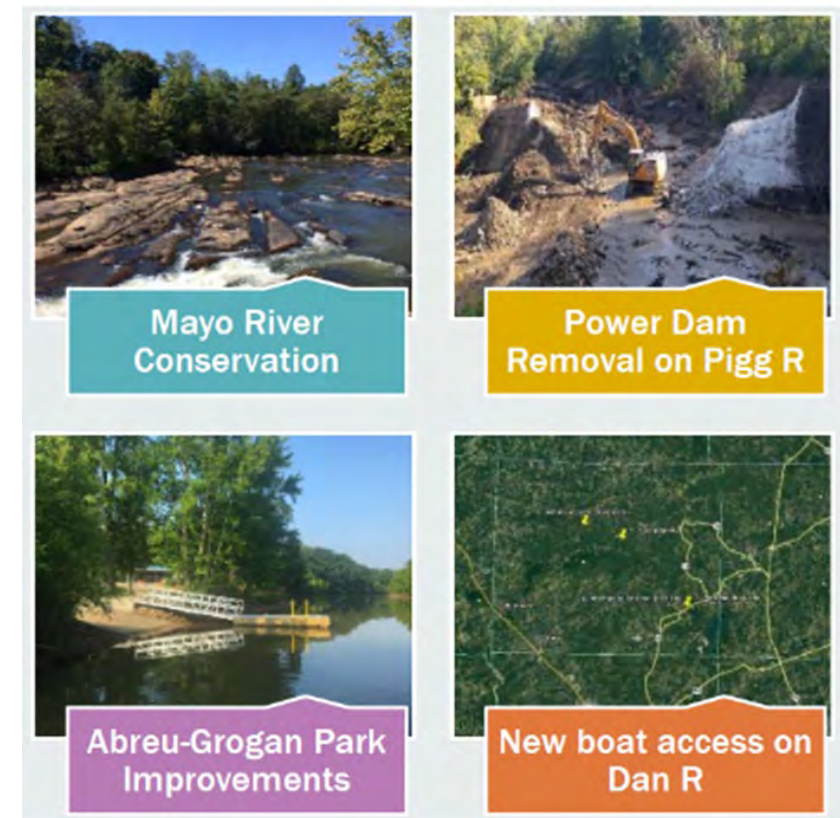 Mayo River
Conservation
Power Dam
Removal on Pigg R
Abreu-Grogan Park
Improvements
New boat access on
Dan R